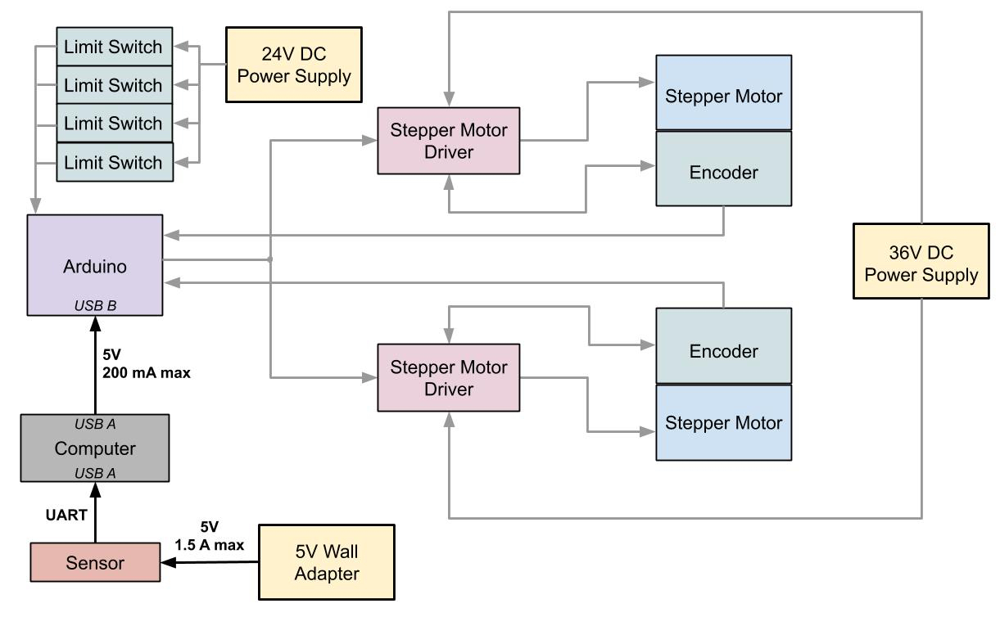 Limit Switch
Limit Switch
Limit Switch
Limit Switch
24V DC
Power Supply
Stepper Motor
Driver
Stepper Motor
Encoder
Arduino
USB B
36V DC
Power Supply
5V
200 mA max
Stepper Motor
Driver
Encoder
Stepper Motor
USB A
Computer
USB A
UART
5V
1.5 A max
Sensor
5V Wall
Adapter